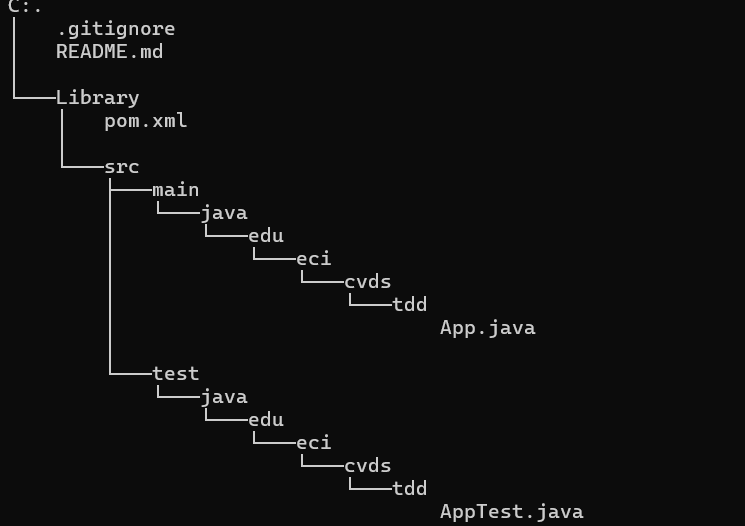 C:.
.gitignore
README.md
Library
pom.xml
src
main
java
edu
eci
cvds
tdd
App.java
test
java
edu
eci
cvds
tdd
AppTest.java